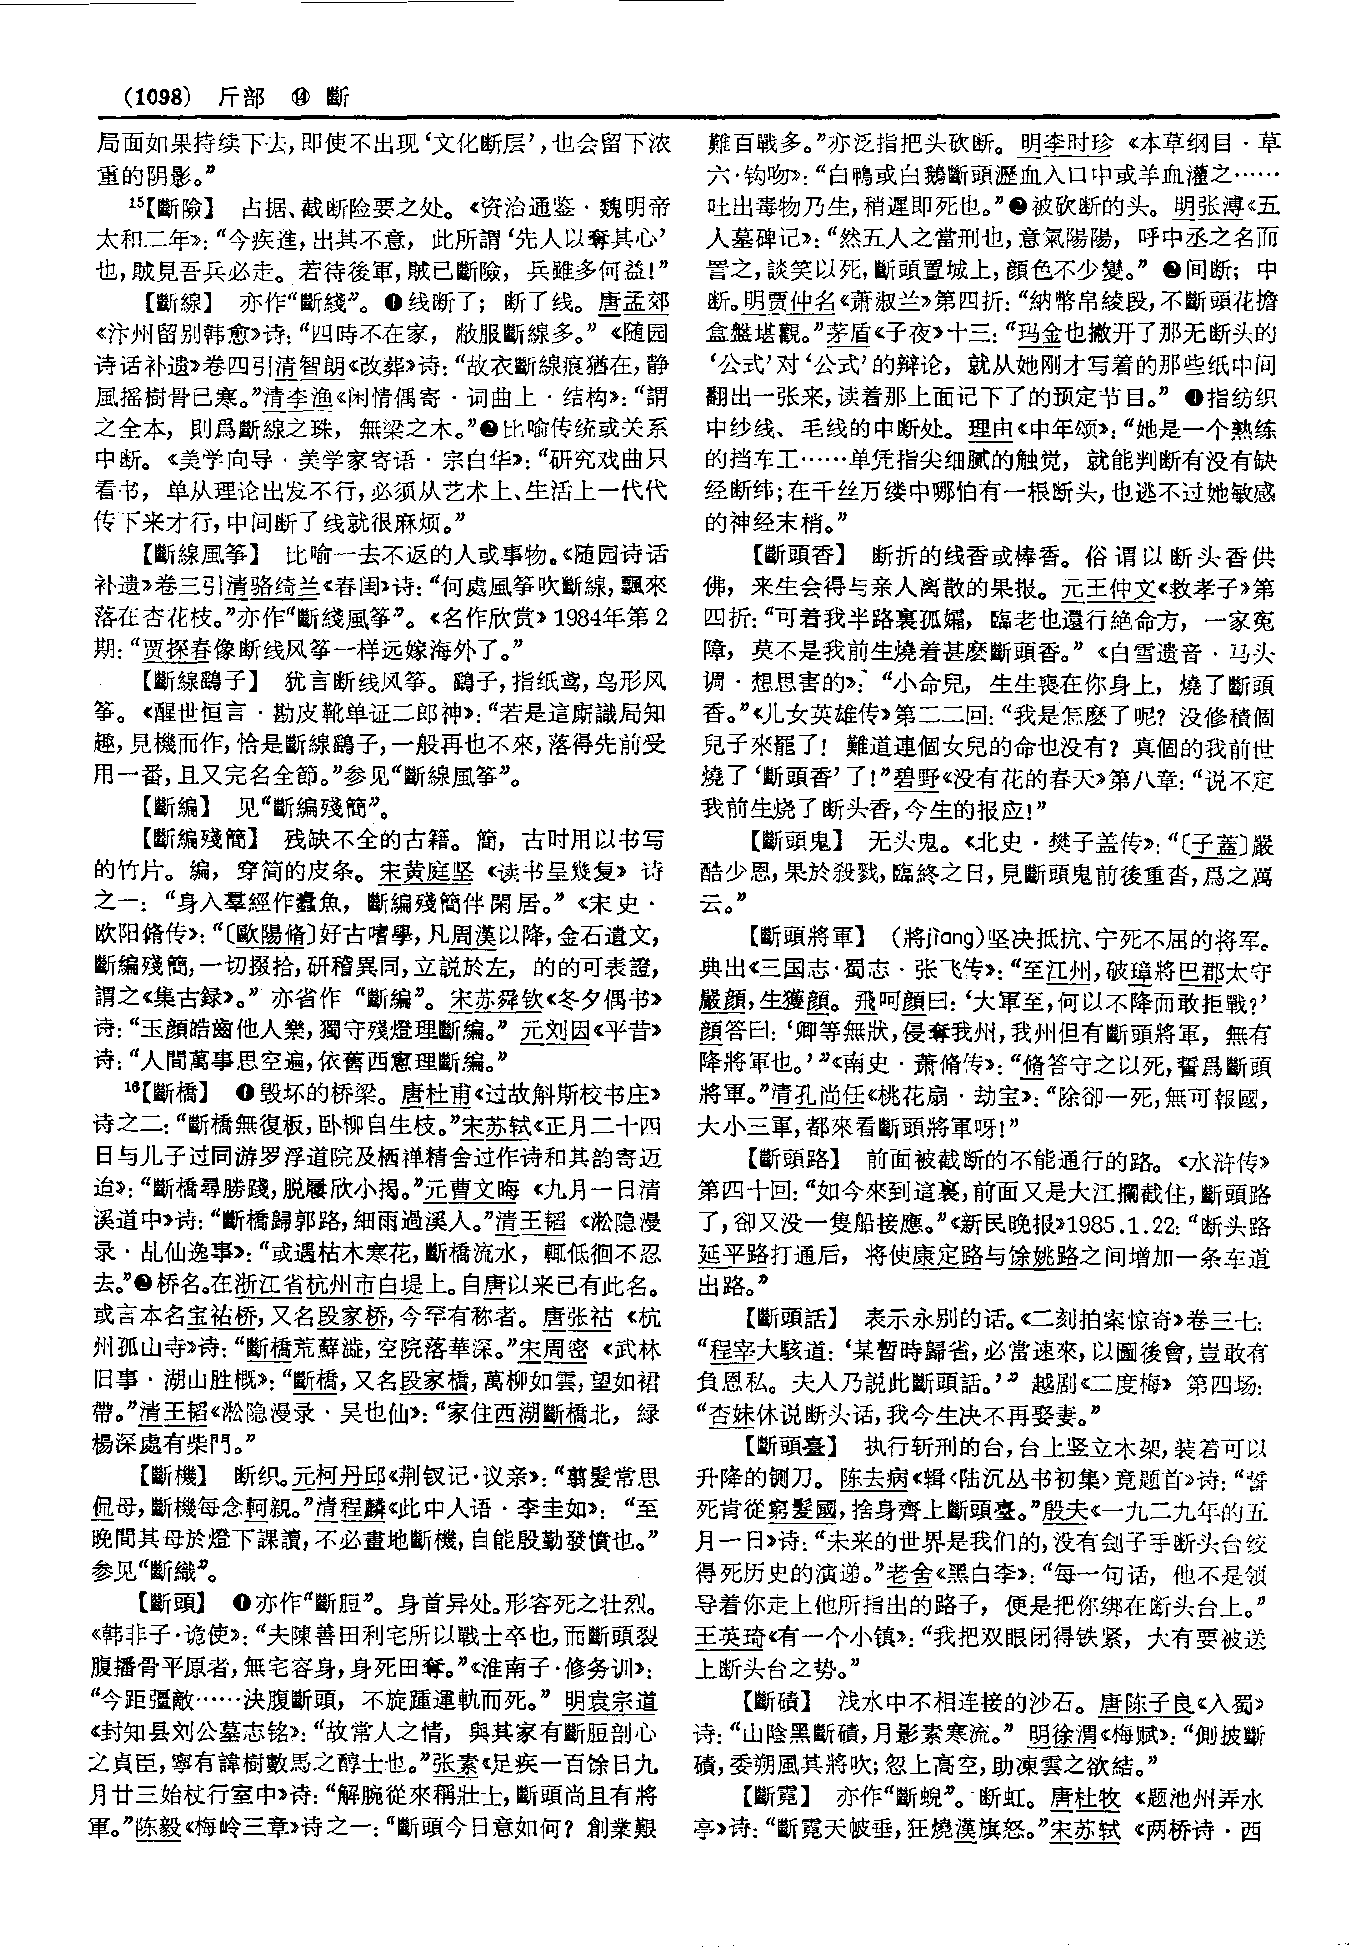 (1098)　斤部　⑭　斷
局面如果持续下去,即使不出现‘文化断层’,也会留下浓
重的阴影。”
15【斷險】　占据、截断险要之处。《资治通鉴·魏明帝
太和二年》:“今疾進,出其不意,此所謂‘先人以奪其心’
也,賊見吾兵必走。若待後軍,賊已斷險,兵雖多何益!”
【斷線】　亦作“斷綫”。❶线断了;断了线。唐孟郊
《汴州留别韩愈》诗:“四時不在家,敝服斷線多。”《随园
诗话补遗》卷四引清智朗《改葬》诗:“故衣斷線痕猶在,静
風摇樹骨已寒。”清李渔《闲情偶寄·词曲上·结构》:“謂
之全本,則爲斷線之珠,無梁之木。”❷比喻传统或关系
中断。《美学向导·美学家寄语·宗白华》:“研究戏曲只
看书,单从理论出发不行,必须从艺术上、生活上一代代
传下来才行,中间断了线就很麻烦。”
【斷線風筝】　比喻一去不返的人或事物。《随园诗话
补遗》卷三引清骆绮兰《春闺》诗:“何處風筝吹斷線,飄來
落在杏花枝。”亦作“斷綫風筝”。《名作欣赏》1984年第2
期:“贾探春像断线风筝一样远嫁海外了。”
【斷線鷂子】　犹言断线风筝。鷂子,指纸鸢,鸟形风
筝。《醒世恒言·勘皮靴单证二郎神》:“若是這厮識局知
趣,見機而作,恰是斷線鷂子,一般再也不來,落得先前受
用一番,且又完名全節。”参见“斷線風筝”。
【斷編】　见“斷編殘簡”。
【斷編殘簡】　残缺不全的古籍。簡,古时用以书写
的竹片。编,穿简的皮条。宋黄庭坚《读书呈幾复》诗
之一:“身入羣經作蠹魚,斷編殘簡伴閑居。”《宋史·
欧阳脩传》:“〔歐陽脩〕好古嗜學,凡周漢以降,金石遺文,
斷編殘簡,一切掇拾,研稽異同,立説於左,的的可表證,
謂之《集古録》。”亦省作“斷編”。宋苏舜钦《冬夕偶书》
诗:“玉顔皓齒他人樂,獨守殘燈理斷編。”元刘因《平昔》
诗:“人間萬事思空遍,依舊西窻理斷編。”
16【斷橋】　❶毁坏的桥梁。唐杜甫《过故斛斯校书庄》
诗之二:“斷橋無復板,卧柳自生枝。”宋苏轼《正月二十四
日与儿子过同游罗浮道院及栖禅精舍过作诗和其韵寄迈
迨》:“斷橋尋勝踐,脱屨欣小揭。”元曹文晦《九月一日清
溪道中》诗:“斷橋歸郭路,細雨過溪人。”清王韬《淞隐漫
录·乩仙逸事》:“或遇枯木寒花,斷橋流水,輒低徊不忍
去。”❷桥名。在浙江省杭州市白堤上。自唐以来已有此名。
或言本名宝祐桥,又名段家桥,今罕有称者。唐张祜《杭
州孤山寺》诗:“斷橋荒蘚澁,空院落華深。”宋周密《武林
旧事·湖山胜概》:“斷橋,又名段家橋,萬柳如雲,望如裙
帶。”清王韬《淞隐漫录·吴也仙》:“家住西湖斷橋北,緑
楊深處有柴門。”
【斷機】　断织。元柯丹邱《荆钗记·议亲》:“翦髮常思
侃母,斷機每念軻親。”清程麟《此中人语·李圭如》:“至
晚間其母於燈下課讀,不必畫地斷機,自能殷勤發憤也。”
参见“斷織”。
【斷頭】　❶亦作“斷脰”。身首异处。形容死之壮烈。
《韩非子·诡使》:“夫陳善田利宅所以戰士卒也,而斷頭裂
腹播骨平原者,無宅容身,身死田奪。”《淮南子·修务训》:
“今距彊敵……決腹斷頭,不旋踵運軌而死。”明袁宗道
《封知县刘公墓志铭》:“故常人之情,與其家有斷脰剖心
之貞臣,寧有諱樹數馬之醇士也。”张素《足疾一百馀日九
月廿三始杖行室中》诗:“解腕從來稱壯士,斷頭尚且有將
軍。”陈毅《梅岭三章》诗之一:“斷頭今日意如何?創業艱
難百戰多。”亦泛指把头砍断。明李时珍《本草纲目·草
六·钩吻》:“白鴨或白鵝斷頭瀝血入口中或羊血灌之……
吐出毒物乃生,稍遲即死也。”❷被砍断的头。明张溥《五
人墓碑记》:“然五人之當刑也,意氣陽陽,呼中丞之名而
詈之,談笑以死,斷頭置城上,顔色不少變。”❷间断;中
断。明贾仲名《萧淑兰》第四折:“納幣帛綾段,不斷頭花擔
盒盤堪觀。”茅盾《子夜》十三:“玛金也撇开了那无断头的
‘公式’对‘公式’的辩论,就从她刚才写着的那些纸中间
翻出一张来,读着那上面记下了的预定节目。”❶指纺织
中纱线、毛线的中断处。理由《中年颂》:“她是一个熟练
的挡车工……单凭指尖细腻的触觉,就能判断有没有缺
经断纬;在千丝万缕中哪怕有一根断头,也逃不过她敏感
的神经末梢。”
【斷頭香】　断折的线香或棒香。俗谓以断头香供
佛,来生会得与亲人离散的果报。元王仲文《救孝子》第
四折:“可着我半路裏孤孀,臨老也還行絶命方,一家寃
障,莫不是我前生燒着甚麽斷頭香。”《白雪遗音·马头
调·想思害的》:“小命兒,生生喪在你身上,燒了斷頭
香。”《儿女英雄传》第二二回:“我是怎麽了呢?没修積個
兒子來罷了!難道連個女兒的命也没有?真個的我前世
燒了‘斷頭香’了!”碧野《没有花的春天》第八章:“说不定
我前生烧了断头香,今生的报应!”
【斷頭鬼】　无头鬼。《北史·樊子盖传》:“〔子蓋〕嚴
酷少恩,果於殺戮,臨終之日,見斷頭鬼前後重沓,爲之厲
云。”
【斷頭將軍】　(將jiàng)坚决抵抗、宁死不屈的将军。
典出《三国志·蜀志·张飞传》:“至江州,破璋將巴郡太守
嚴顔,生獲顔。飛呵顔曰:‘大軍至,何以不降而敢拒戰?’
顔答曰:‘卿等無狀,侵奪我州,我州但有斷頭將軍,無有
降將軍也。’”《南史·萧脩传》:“脩答守之以死,誓爲斷頭
將軍。”清孔尚任《桃花扇·劫宝》:“除卻一死,無可報國,
大小三軍,都來看斷頭將軍呀!”
【斷頭路】　前面被截断的不能通行的路。《水浒传》
第四十回:“如今來到這裏,前面又是大江攔截住,斷頭路
了,卻又没一隻船接應。”《新民晚报》1985.1.22:“断头路
延平路打通后,将使康定路与馀姚路之间增加一条车道
出路。”
【斷頭話】　表示永别的话。《二刻拍案惊奇》卷三七:
“程宰大駭道:‘某暫時歸省,必當速來,以圖後會,豈敢有
負恩私。夫人乃説此斷頭話。’”越剧《二度梅》第四场:
“杏妹休说断头话,我今生决不再娶妻。”
【斷頭臺】　执行斩刑的台,台上竖立木架,装着可以
升降的铡刀。陈去病《辑〈陆沉丛书初集〉竟题首》诗:“誓
死肯從窮髮國,捨身齊上斷頭臺。”殷夫《一九二九年的五
月一日》诗:“未来的世界是我们的,没有刽子手断头台绞
得死历史的演递。”老舍《黑白李》:“每一句话,他不是领
导着你走上他所指出的路子,便是把你绑在断头台上。”
王英琦《有一个小镇》:“我把双眼闭得铁紧,大有要被送
上断头台之势。”
【斷磧】　浅水中不相连接的沙石。唐陈子良《入蜀》
诗:“山陰黑斷磧,月影素寒流。”明徐渭《梅赋》:“側披斷
磧,委朔風其將吹;忽上高空,助凍雲之欲結。”
【斷霓】　亦作“斷蜺”。断虹。唐杜牧《题池州弄水
亭》诗:“斷霓天帔垂,狂燒漢旗怒。”宋苏轼《两桥诗·西